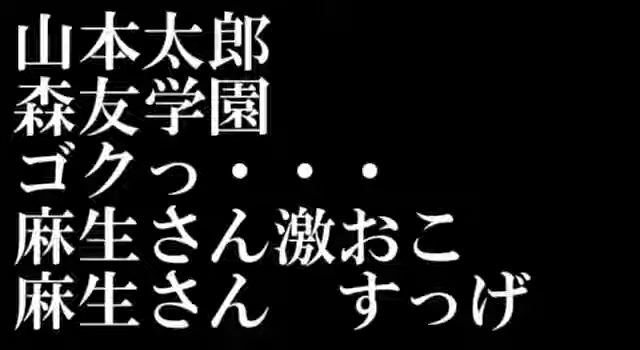 山本太郎
森友学園
ゴクっ・・・
麻生さん激おこ
麻生さん　すっげ